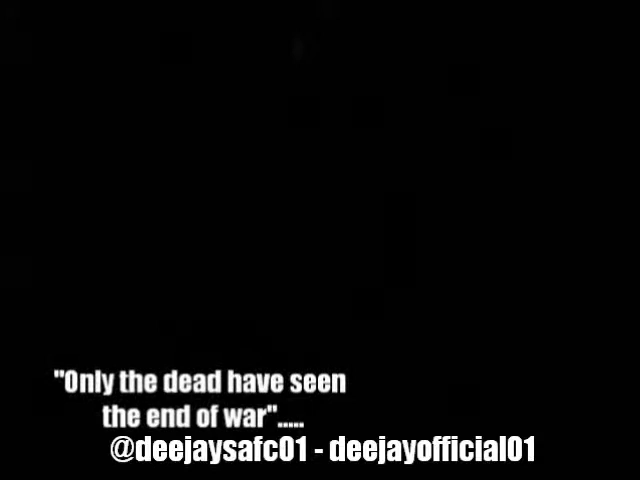 "Only the dead have seen
the end of war".....
@deejaysafc01 - deejayofficial01